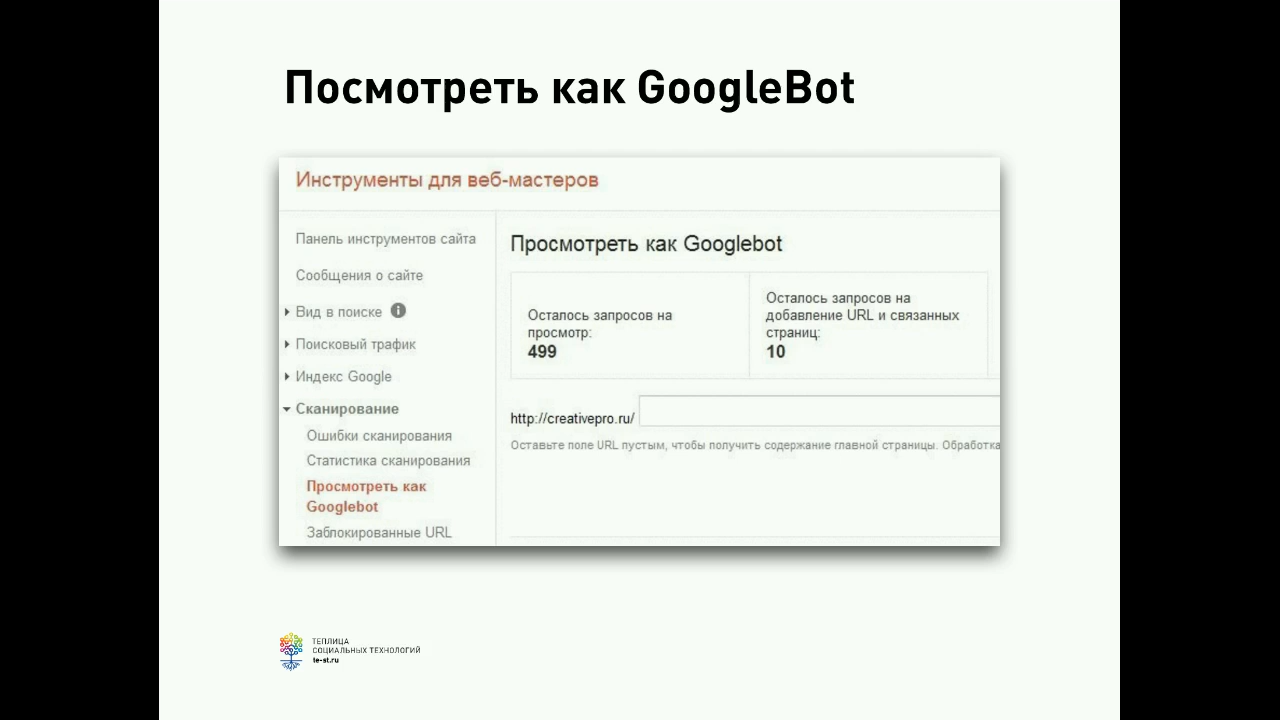 Посмотреть как GoogleBot
Инструменты для веб-мастеров
Панель инструментов сайта
Сообщения о сайте
Вид в поиске
Поисковый трафик
Индекс Google
Сканирование
Ошибки сканирования
Статистика сканирования
Просмотреть как
Googlebot
Заблокированные URL
Просмотреть как Googlebot
Осталось запросов на
просмотр:
499
Осталось запросов на
добавление URL и связанных
страниц:
10
http://creativepro.ru/
Оставьте поле URL пустым, чтобы получить содержание главной страницы. Обработка
ТЕПЛИЦА
СОЦИАЛЬНЫХ ТЕХНОЛОГИЙ
te-st.ru